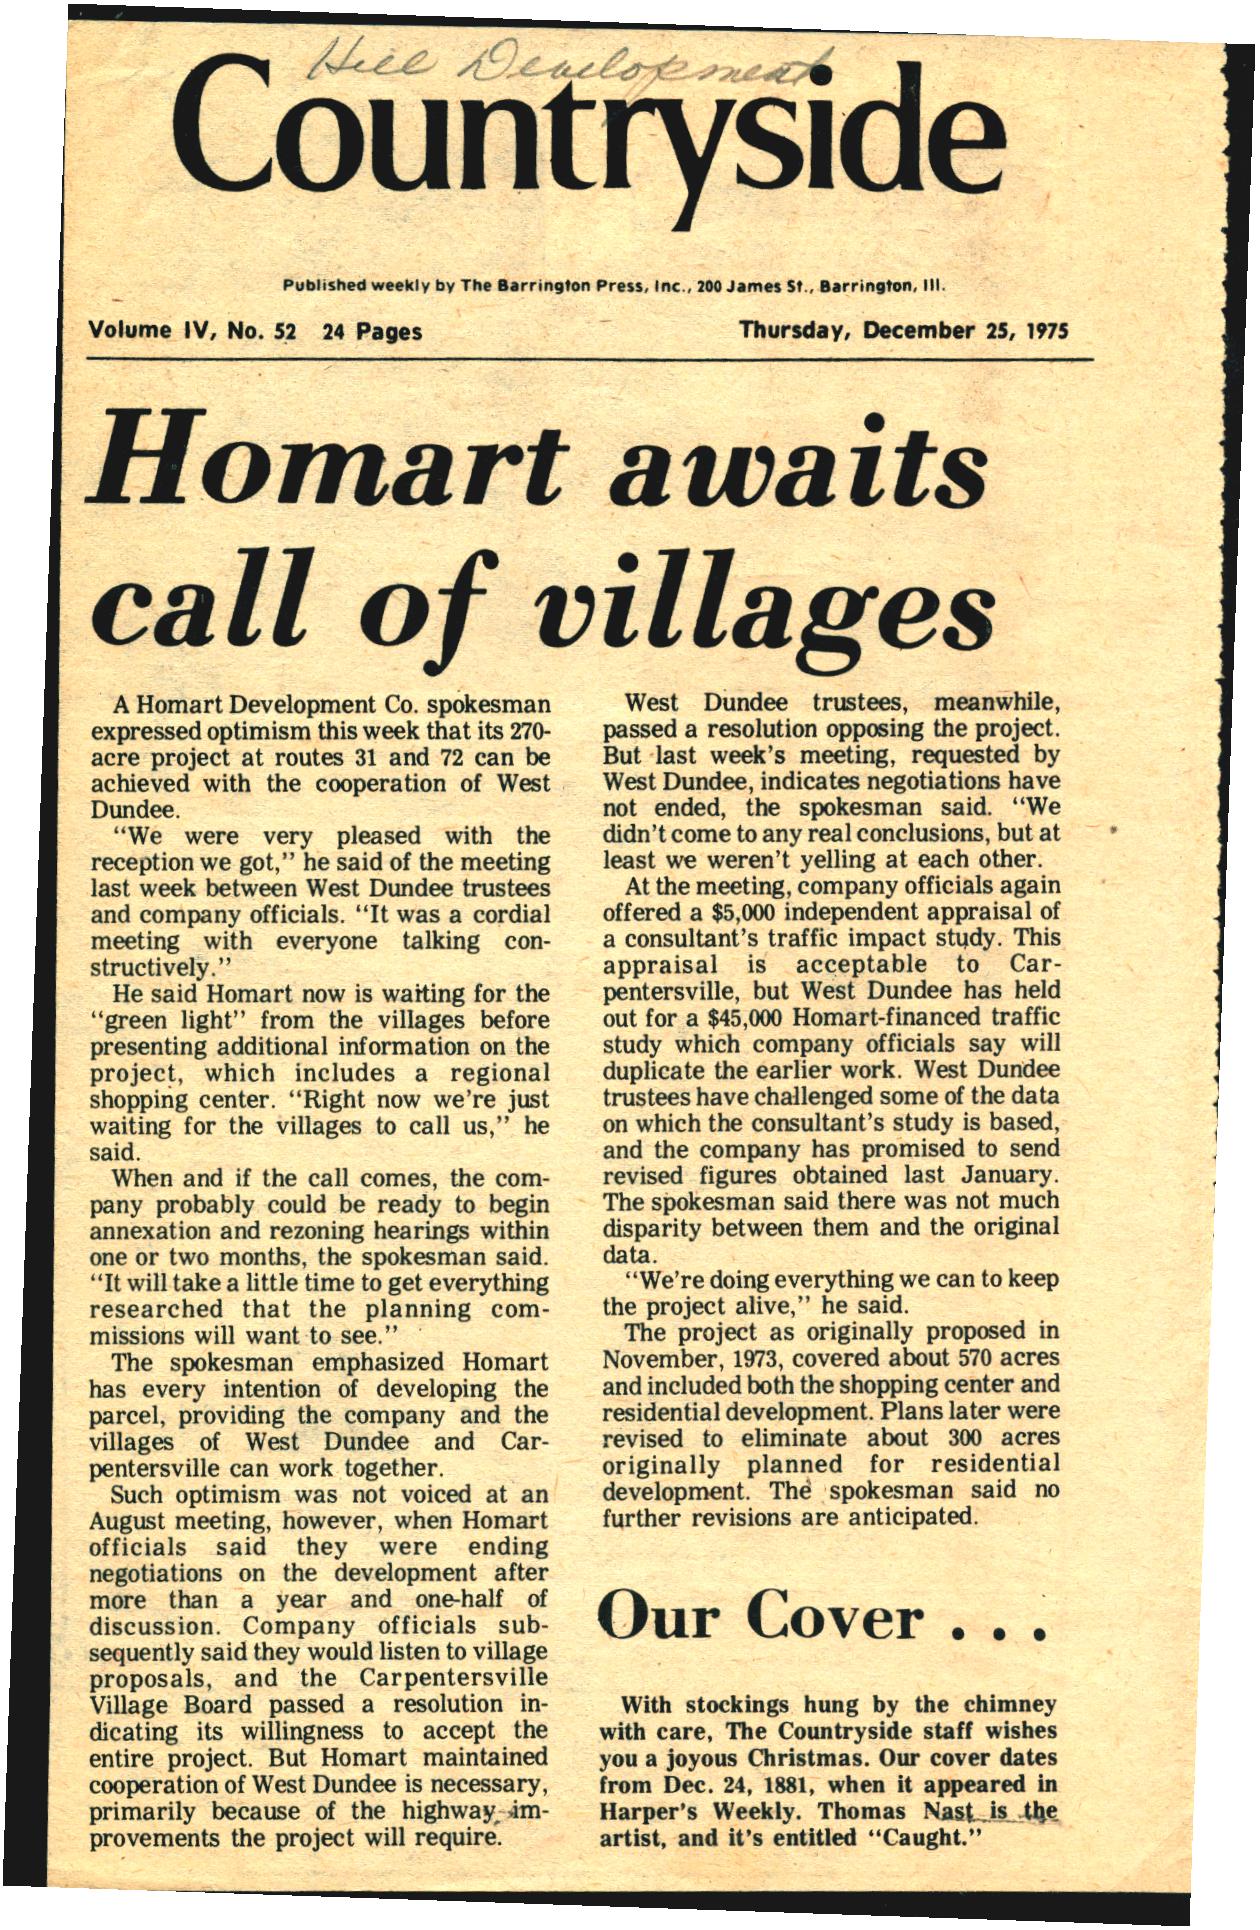 Hill Development
Countryside
Published weekly by The Barrington Press, Inc., 200 James St., Barrington, Ill.
Volume IV, No. 52 24 Pages
Thursday, December 25, 1975
Homart awaits
call of villages
A Homart Development Co. spokesman
expressed optimism this week that its 270-
acre project at routes 31 and 72 can be
achieved with the cooperation of West
Dundee.
“We were very pleased with the
reception we got,” he said of the meeting
last week between West Dundee trustees
and company officials. “It was a cordial
meeting with everyone talking con-
structively.”
He said Homart now is waiting for the
“green light” from the villages before
presenting additional information on the
project, which includes a regional
shopping center. “Right now we're just
waiting for the villages to call us,” he
said.
When and if the call comes, the com-
pany probably could be ready to begin
annexation and rezoning hearings within
one or two months, the spokesman said.
“It will take a little time to get everything
researched that the planning com-
missions will want to see.”
The spokesman emphasized Homart
has every intention of developing the
parcel, providing the company and the
villages of West Dundee and Car-
pentersville can work together.
Such optimism was not voiced at an
August meeting, however, when Homart
officials said they were ending
negotiations on the development after
more than a year and one-half of
discussion. Company officials sub-
sequently said they would listen to village
proposals, and the Carpentersville
Village Board passed a resolution in-
dicating its willingness to accept the
entire project. But Homart maintained
cooperation of West Dundee is necessary,
primarily because of the highway im-
provements the project will require.
West Dundee trustees, meanwhile,
passed a resolution opposing the project.
But last week's meeting, requested by
West Dundee, indicates negotiations have
not ended, the spokesman said. “We
didn't come to any real conclusions, but at
least we weren't yelling at each other.
At the meeting, company officials again
offered a $5,000 independent appraisal of
a consultant's traffic impact study. This
appraisal is acceptable to Car-
pentersville, but West Dundee has held
out for a $45,000 Homart-financed traffic
study which company officials say will
duplicate the earlier work. West Dundee
trustees have challenged some of the data
on which the consultant's study is based,
and the company has promised to send
revised figures obtained last January.
The spokesman said there was not much
disparity between them and the original
data.
“We're doing everything we can to keep
the project alive,” he said.
The project as originally proposed in
November, 1973, covered about 570 acres
and included both the shopping center and
residential development. Plans later were
revised to eliminate about 300 acres
originally planned for residential
development. The spokesman said no
further revisions are anticipated.
Our Cover . . .
With stockings hung by the chimney
with care, The Countryside staff wishes
you a joyous Christmas. Our cover dates
from Dec. 24, 1881, when it appeared in
Harper's Weekly. Thomas Nast is the
artist, and it's entitled “Caught.”